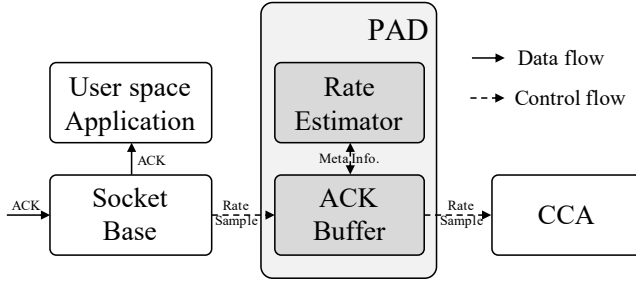 PAD
Data flow
Control flow
User space
Application
Rate
Estimator
ACK
Meta Info.
ACK
Socket
Base
Rate
Sample
ACK
Buffer
Rate
Sample
CCA